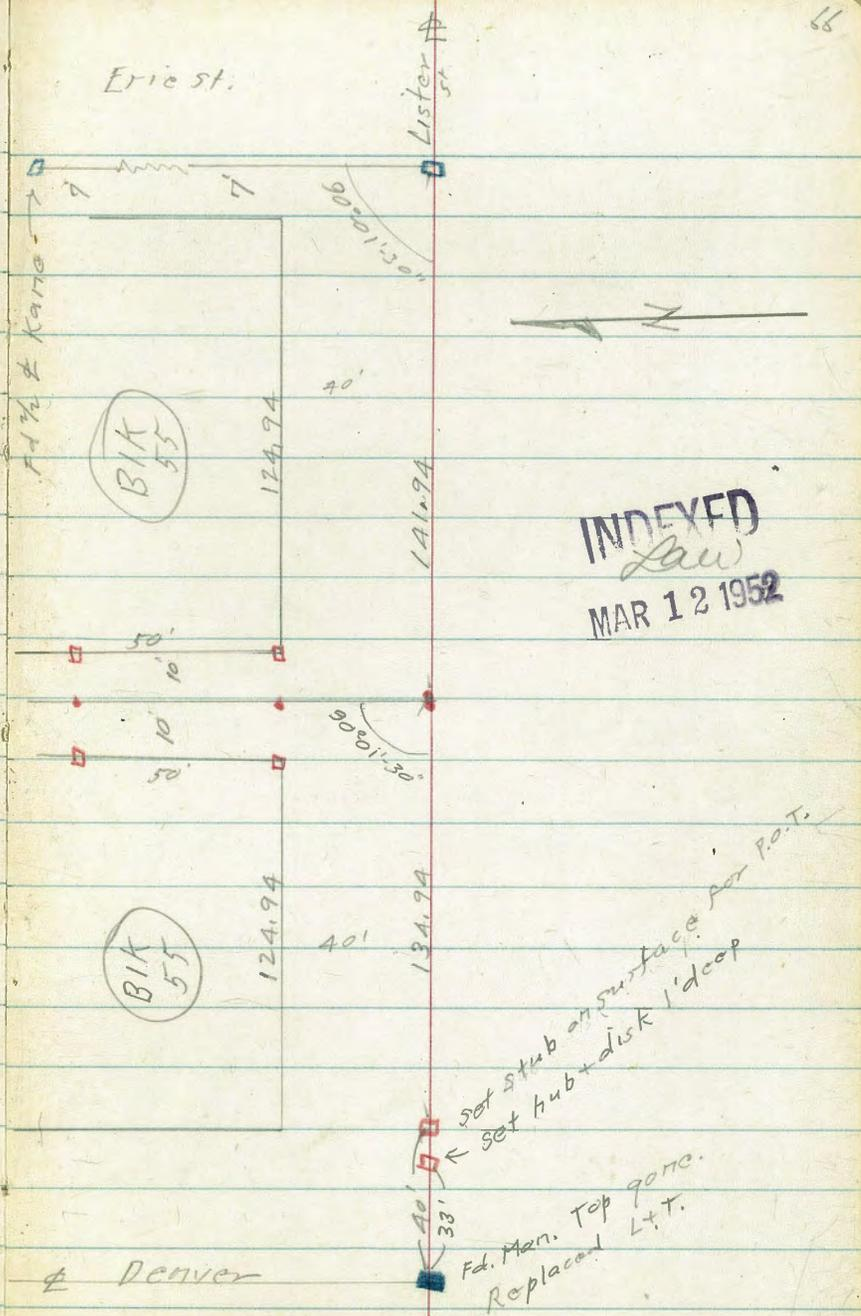 66
Erie st.
Lister ⅊
st.
7'
7'
90°01'-30"
Fd ⅔ ⅊ Kane
N
BlK
55
124.94
40'
141.94
INDEXED
Law
MAR 12 1952
50'
10'
10'
50'
90°01'-30"
BlK
55
124.94
40'
134.94
set stub on surface for P.O.T.
set hub + disk 1' deep
40'
33'
Fd. Mon. Top gone.
Replaced L+T.
⅊ Denver